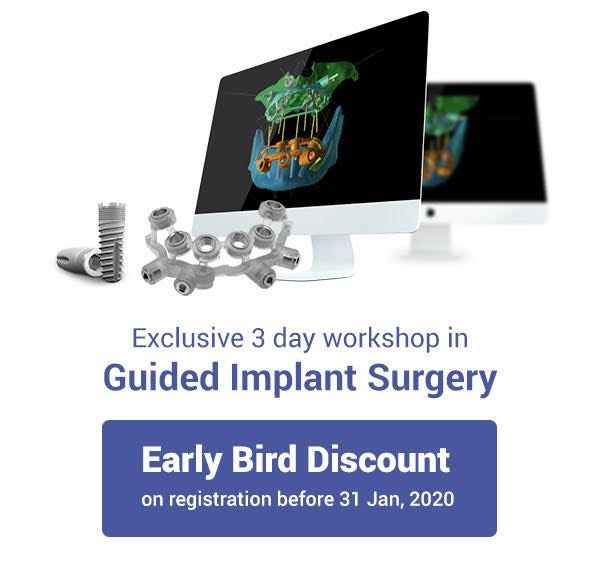 Exclusive 3 day workshop in
Guided Implant Surgery
Early Bird Discount
on registration before 31 Jan, 2020